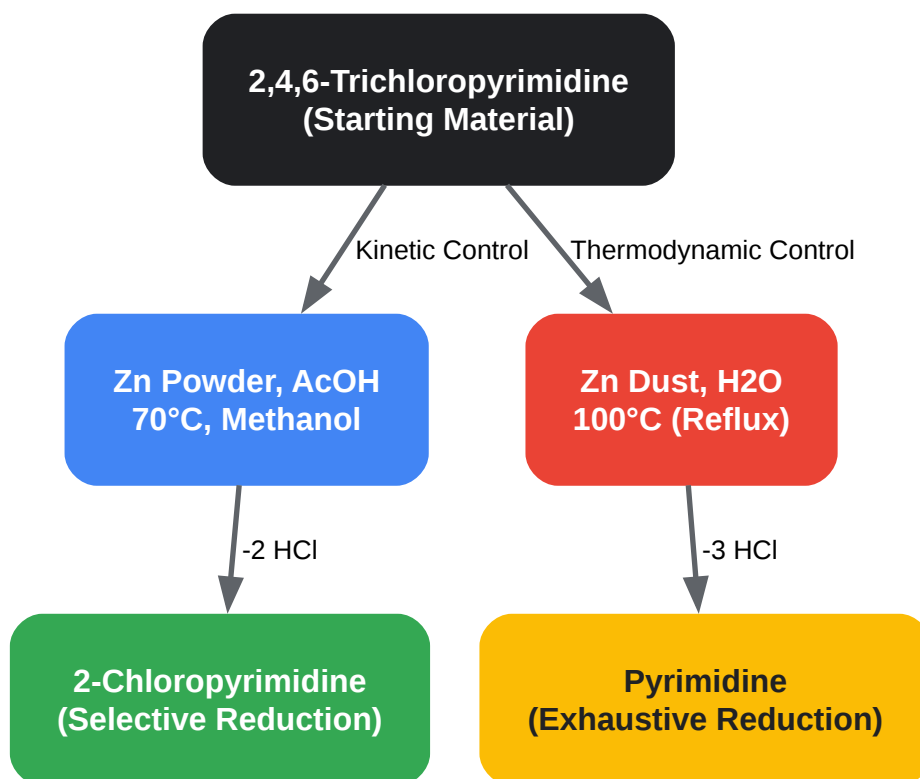 2,4,6-Trichloropyrimidine
(Starting Material)
Kinetic Control
Thermodynamic Control
Zn Powder, AcOH
70°C, Methanol
Zn Dust, H2O
100°C (Reflux)
-2 HCl
-3 HCl
2-Chloropyrimidine
(Selective Reduction)
Pyrimidine
(Exhaustive Reduction)